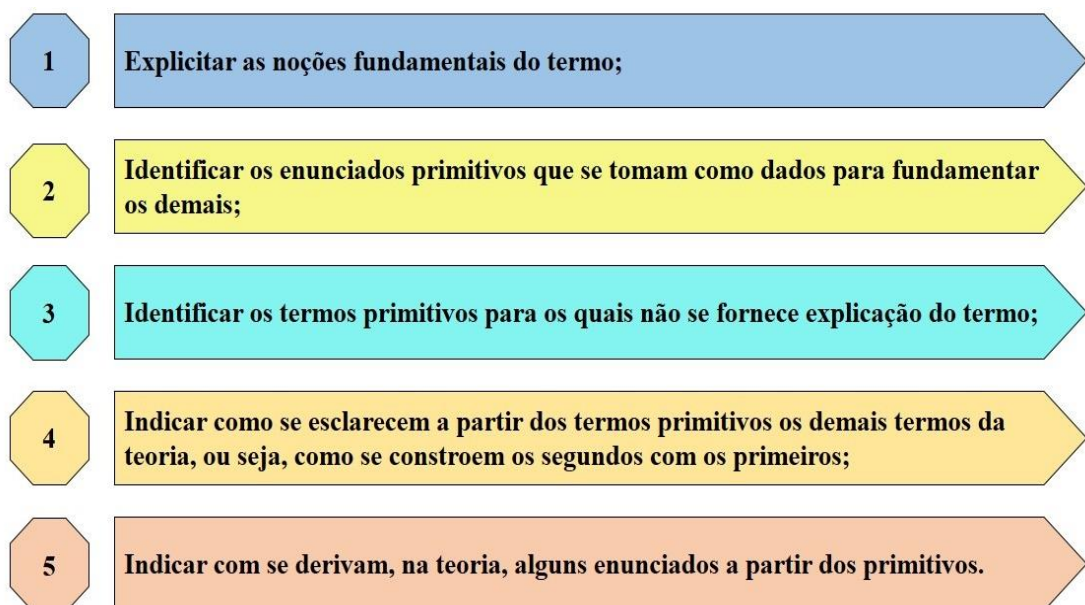 1
Explicitar as noções fundamentais do termo;
2
Identificar os enunciados primitivos que se tomam como dados para fundamentar
os demais;
3
Identificar os termos primitivos para os quais não se fornece explicação do termo;
4
Indicar como se esclarecem a partir dos termos primitivos os demais termos da
teoria, ou seja, como se constroem os segundos com os primeiros;
5
Indicar com se derivam, na teoria, alguns enunciados a partir dos primitivos.